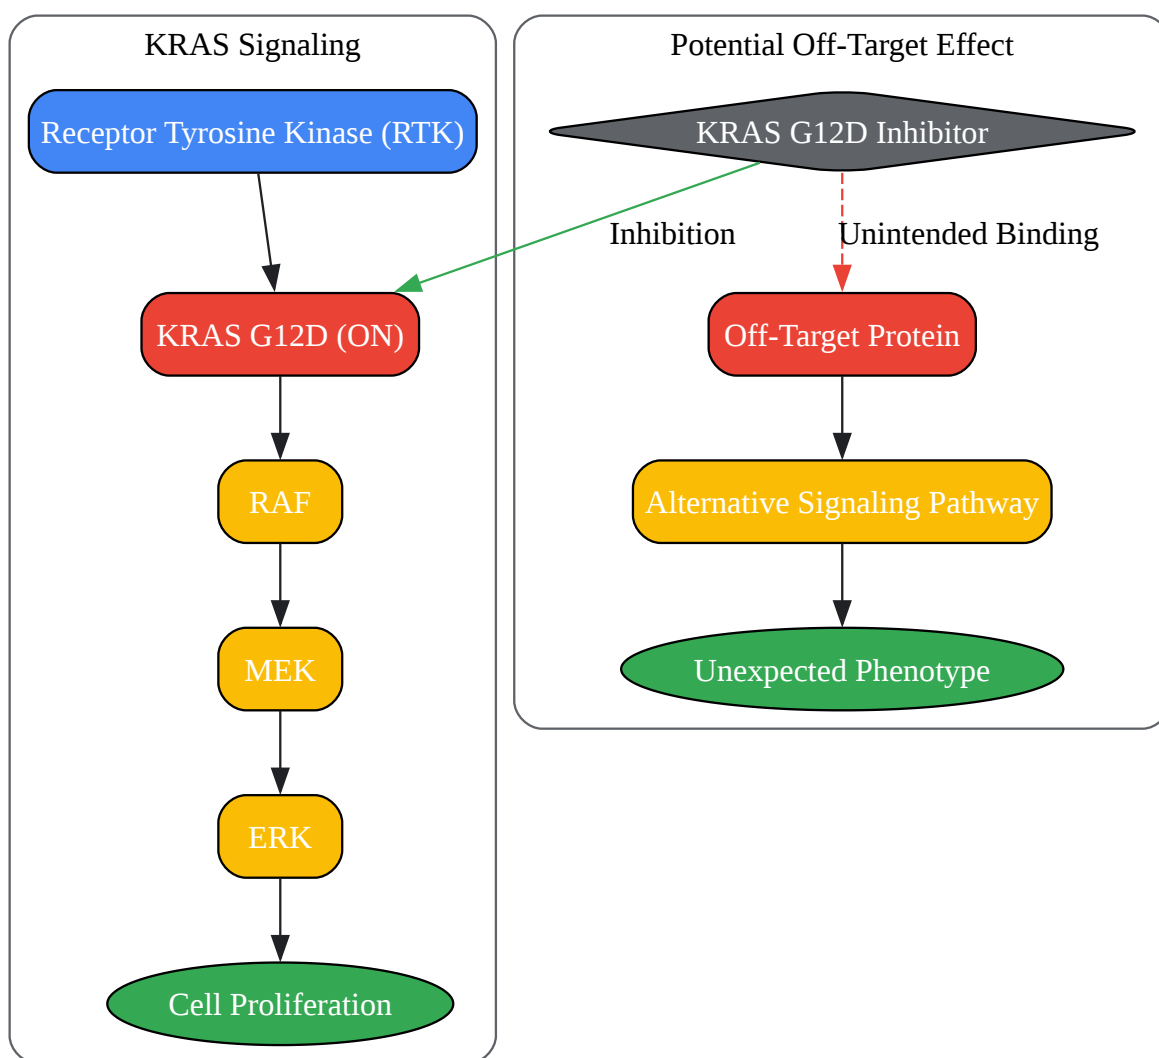 KRAS Signaling
Receptor Tyrosine Kinase (RTK)
KRAS G12D (ON)
RAF
MEK
ERK
Cell Proliferation
Potential Off-Target Effect
KRAS G12D Inhibitor
Inhibition
Unintended Binding
Off-Target Protein
Alternative Signaling Pathway
Unexpected Phenotype